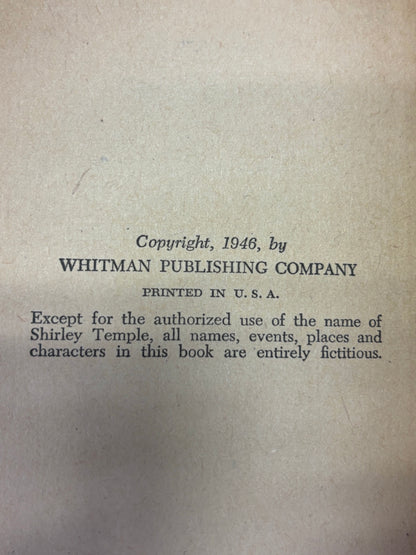 Copyright, 1946, by
WHITMAN PUBLISHING COMPANY
PRINTED IN U. S. A.
Except for the authorized use of the name of
Shirley Temple, all names, events, places and
characters in this book are entirely fictitious.